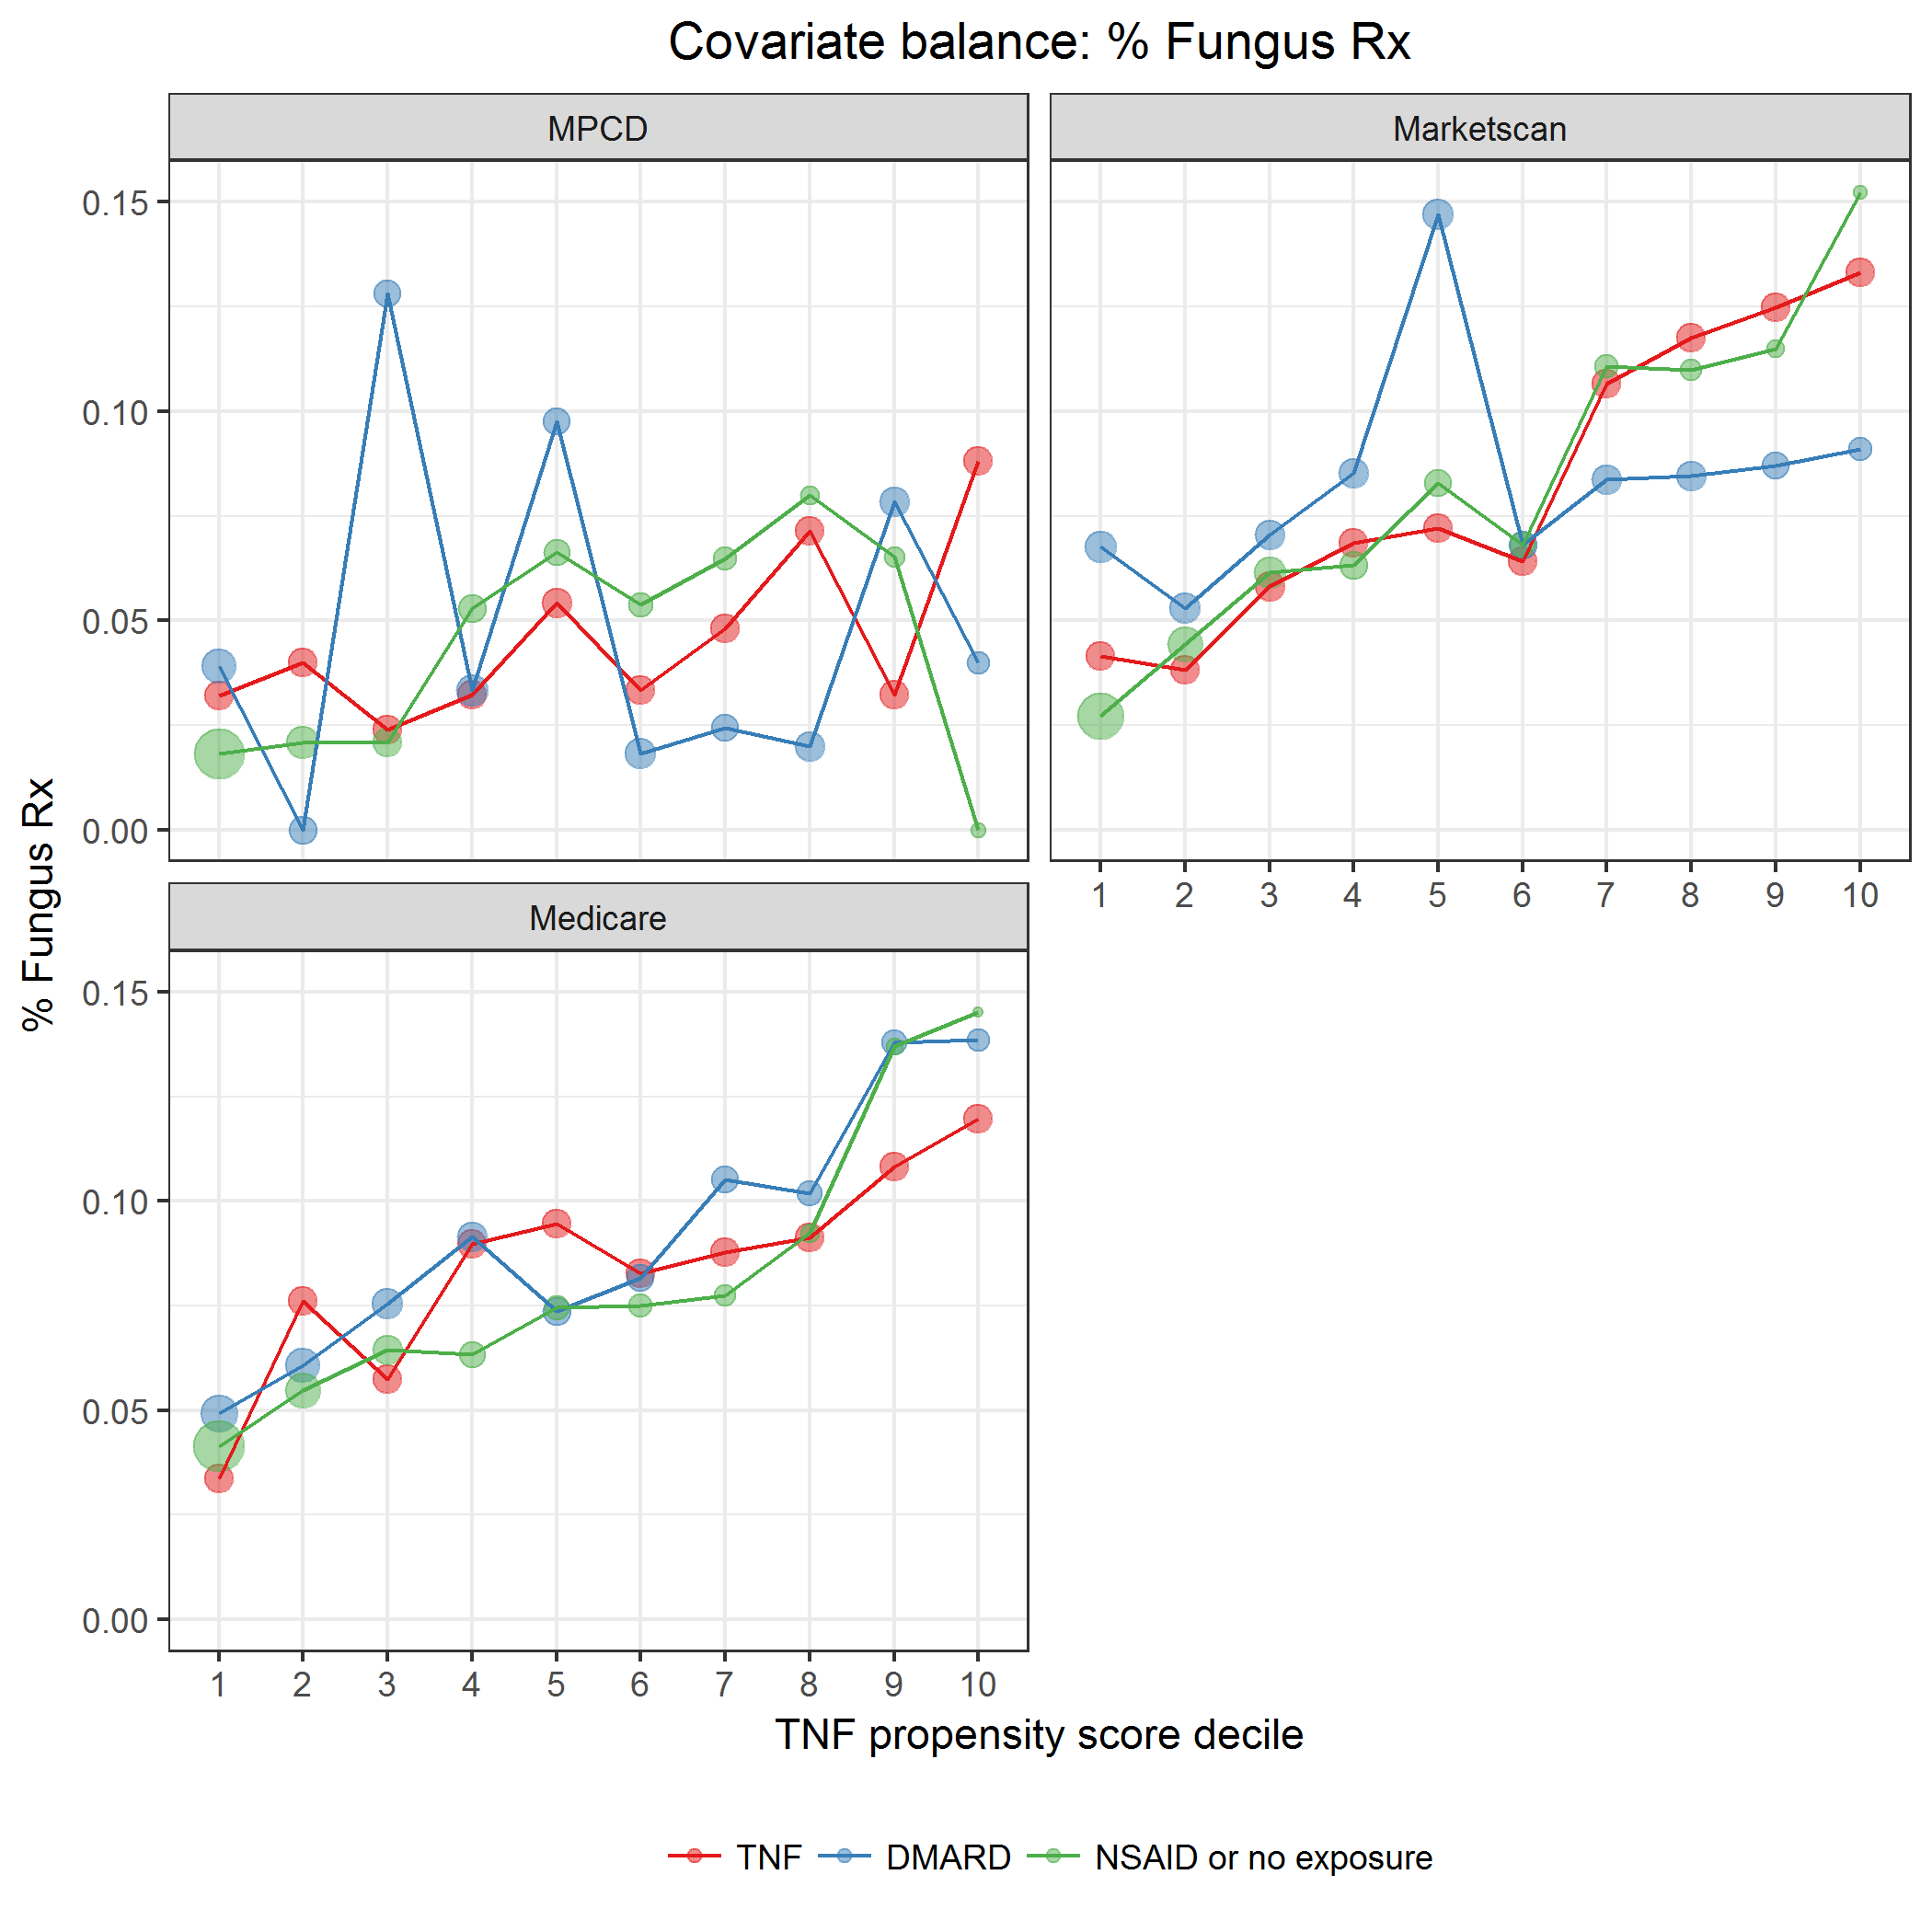 Covariate balance: % Fungus Rx
MPCD
Marketscan
0.15
0.10
0.05
0.00
1 2 3 4 5 6 7 8 9 10
Medicare
0.15
0.10
0.05
0.00
1 2 3 4 5 6 7 8 9 10
% Fungus Rx
TNF propensity score decile
TNF DMARD NSAID or no exposure